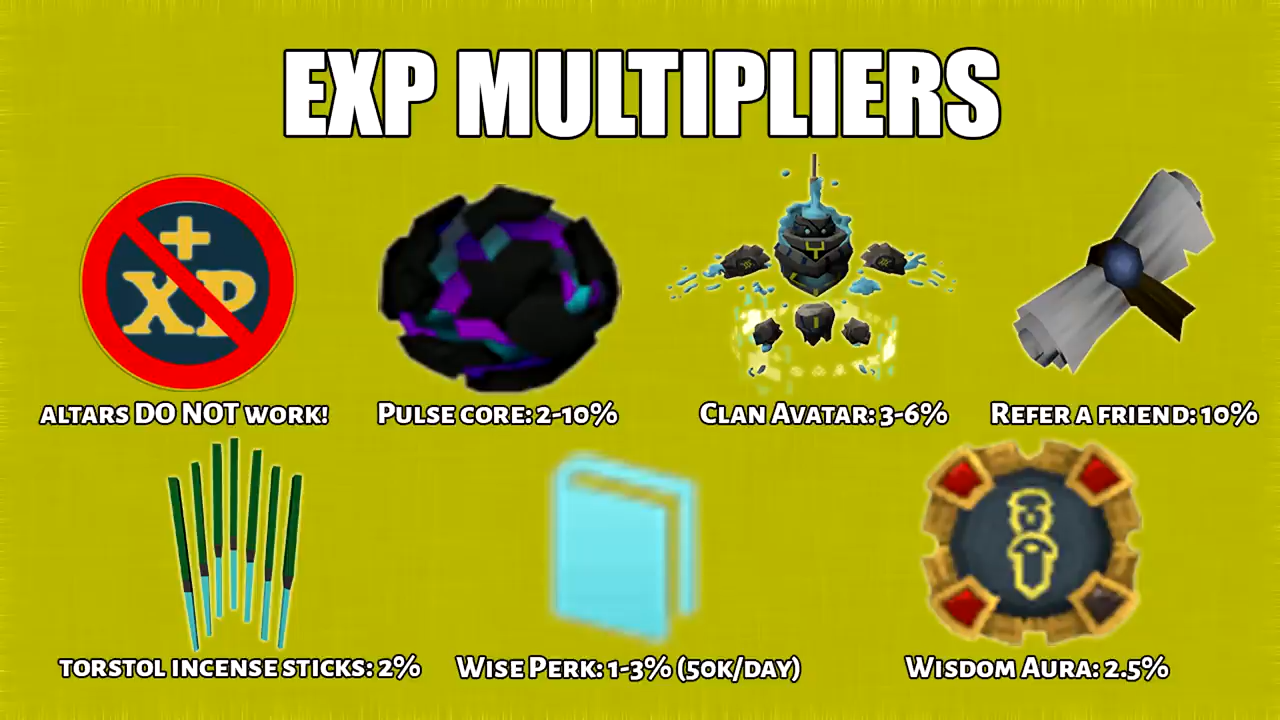 EXP MULTIPLIERS
+
XP
ALTARS DO NOT WORK!
PULSE CORE: 2-10%
CLAN AVATAR: 3-6%
REFER A FRIEND: 10%
TORSTOL INCENSE STICKS: 2%
WISE PERK: 1-3% (50K/DAY)
WISDOM AURA: 2.5%